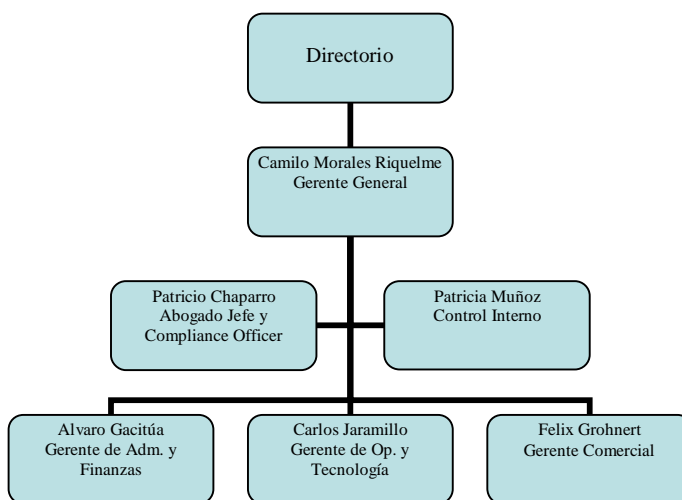 Directorio
Camilo Morales Riquelme
Gerente General
Patricio Chaparro
Abogado Jefe y
Compliance Officer
Patricia Muñoz
Control Interno
Alvaro Gacitúa
Gerente de Adm. y
Finanzas
Carlos Jaramillo
Gerente de Op. y
Tecnología
Felix Grohnert
Gerente Comercial